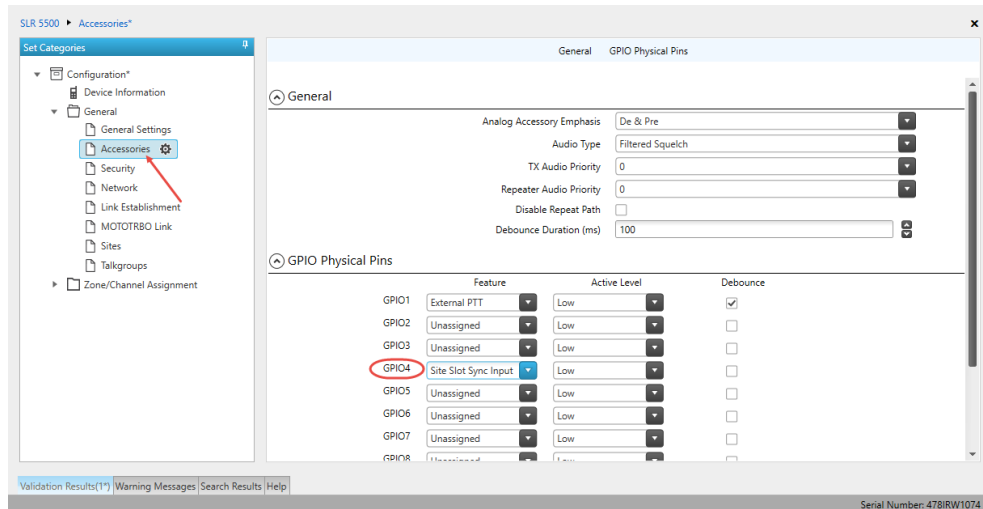 SLR 5500 Accessories*
Set Categories
Configuration*
Device Information
General
General Settings
Accessories
Security
Network
Link Establishment
MOTOTRBO Link
Sites
Talkgroups
Zone/Channel Assignment
General GPIO Physical Pins
General
Analog Accessory Emphasis De & Pre
Audio Type Filtered Squelch
TX Audio Priority 0
Repeater Audio Priority 0
Disable Repeat Path
Debounce Duration (ms) 100
GPIO Physical Pins
Feature Active Level Debounce
GPIO1 External PTT Low
GPIO2 Unassigned Low
GPIO3 Unassigned Low
GPIO4 Site Slot Sync Input Low
GPIO5 Unassigned Low
GPIO6 Unassigned Low
GPIO7 Unassigned Low
GPIO8 Unassigned Low
Validation Results(1*) Warning Messages Search Results Help
Serial Number: 478IRW1074